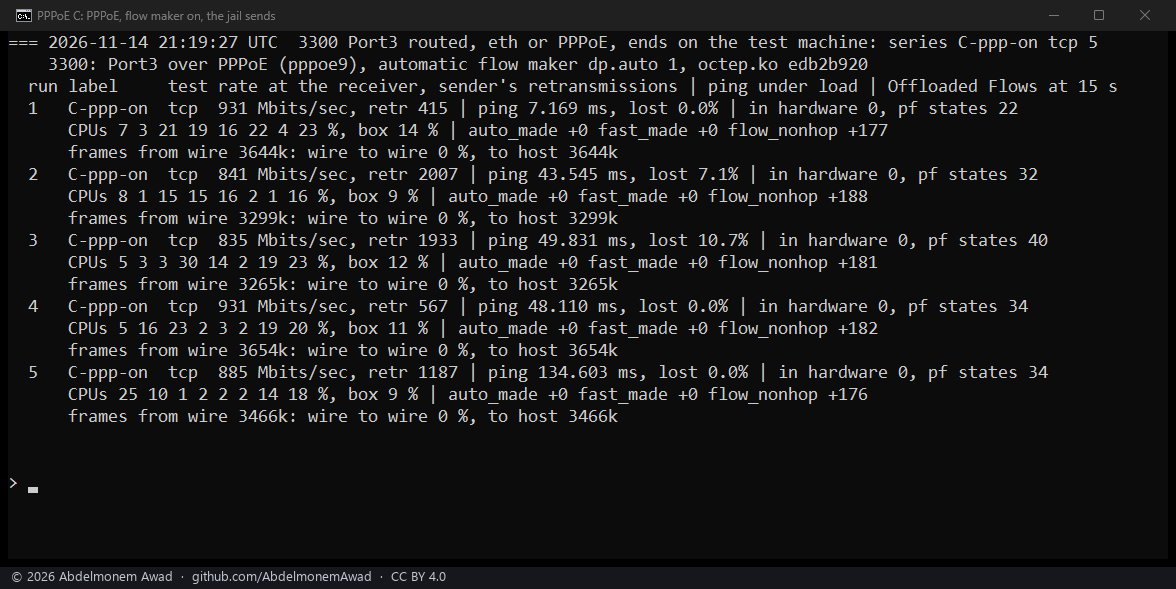 PPPoE C: PPPoE, flow maker on, the jail sends
=== 2026-11-14 21:19:27 UTC  3300 Port3 routed, eth or PPPoE, ends on the test machine: series C-ppp-on tcp 5
    3300: Port3 over PPPoE (pppoe9), automatic flow maker dp.auto 1, octep.ko edb2b920
  run label     test rate at the receiver, sender's retransmissions | ping under load | Offloaded Flows at 15 s
  1   C-ppp-on  tcp  931 Mbits/sec, retr 415 | ping 7.169 ms, lost 0.0% | in hardware 0, pf states 22
      CPUs 7 3 21 19 16 22 4 23 %, box 14 % | auto_made +0 fast_made +0 flow_nonhop +177
      frames from wire 3644k: wire to wire 0 %, to host 3644k
  2   C-ppp-on  tcp  841 Mbits/sec, retr 2007 | ping 43.545 ms, lost 7.1% | in hardware 0, pf states 32
      CPUs 8 1 15 15 16 2 1 16 %, box 9 % | auto_made +0 fast_made +0 flow_nonhop +188
      frames from wire 3299k: wire to wire 0 %, to host 3299k
  3   C-ppp-on  tcp  835 Mbits/sec, retr 1933 | ping 49.831 ms, lost 10.7% | in hardware 0, pf states 40
      CPUs 5 3 3 30 14 2 19 23 %, box 12 % | auto_made +0 fast_made +0 flow_nonhop +181
      frames from wire 3265k: wire to wire 0 %, to host 3265k
  4   C-ppp-on  tcp  931 Mbits/sec, retr 567 | ping 48.110 ms, lost 0.0% | in hardware 0, pf states 34
      CPUs 5 16 23 2 3 2 19 20 %, box 11 % | auto_made +0 fast_made +0 flow_nonhop +182
      frames from wire 3654k: wire to wire 0 %, to host 3654k
  5   C-ppp-on  tcp  885 Mbits/sec, retr 1187 | ping 134.603 ms, lost 0.0% | in hardware 0, pf states 34
      CPUs 25 10 1 2 2 2 14 18 %, box 9 % | auto_made +0 fast_made +0 flow_nonhop +176
      frames from wire 3466k: wire to wire 0 %, to host 3466k
> _
© 2026 Abdelmonem Awad · github.com/AbdelmonemAwad · CC BY 4.0